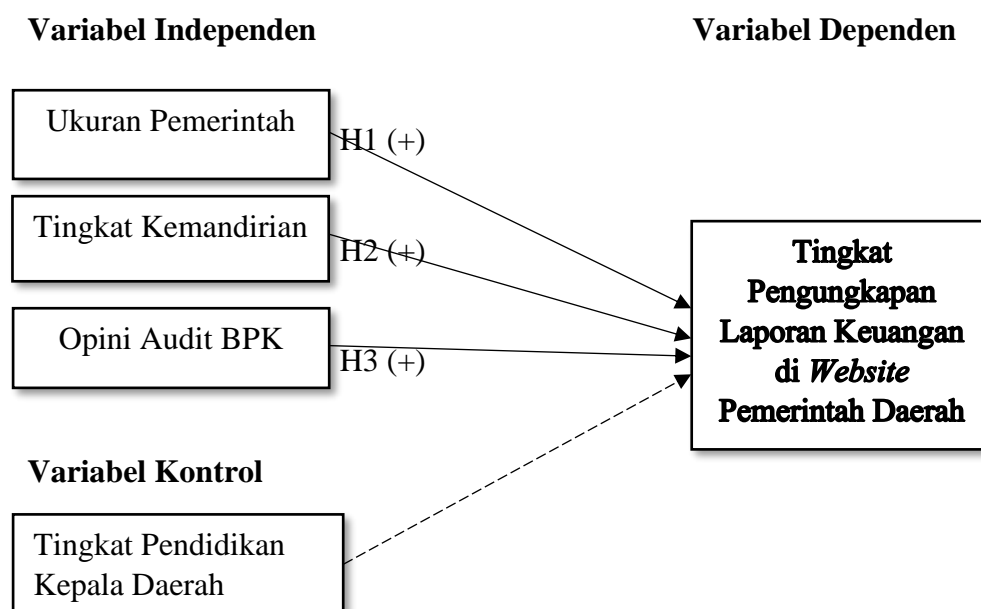 Variabel Independen
Variabel Dependen
Ukuran Pemerintah
H1 (+)
Tingkat Kemandirian
H2 (+)
Opini Audit BPK
H3 (+)
Tingkat
Pengungkapan
Laporan Keuangan
di Website
Pemerintah Daerah
Variabel Kontrol
Tingkat Pendidikan
Kepala Daerah